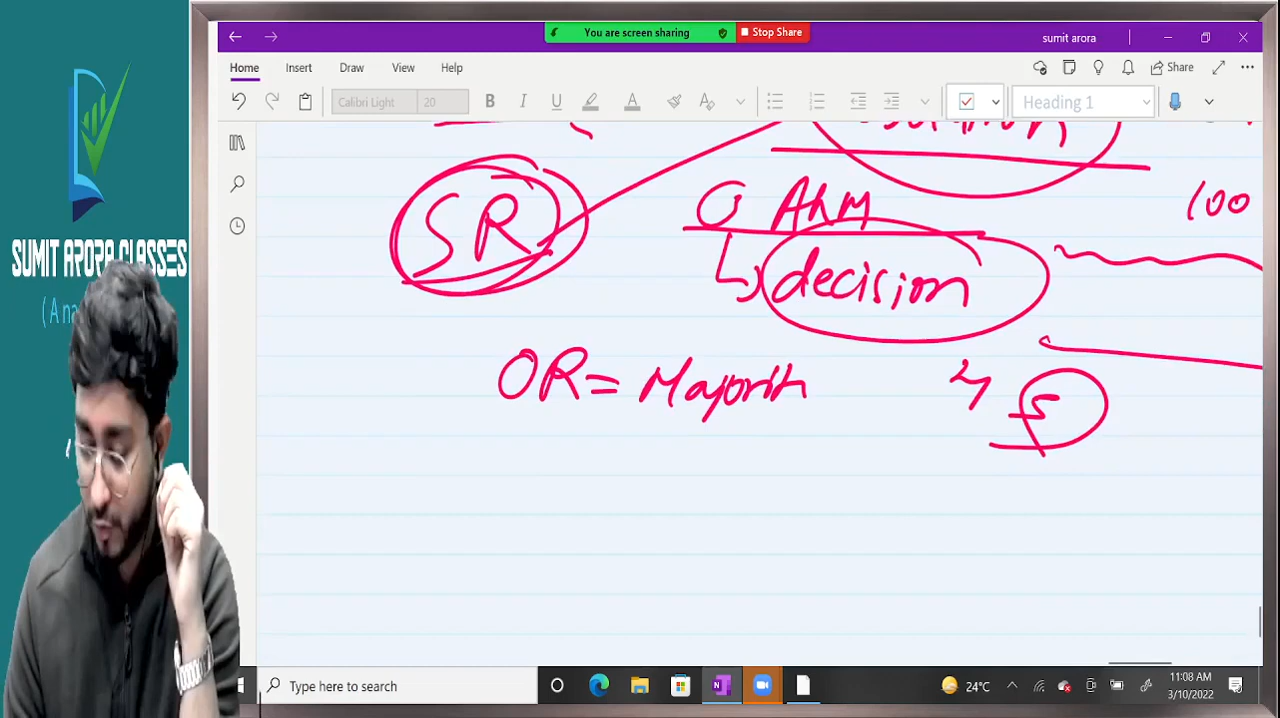 You are screen sharing Stop Share
sumit arora
Home Insert Draw View Help
Share
Calibri Light 20 B I U A
Heading 1
SUMIT ARORA CLASSES
( A na
SR
100
decision
OR = Majorit
5
Type here to search
24°C
11:08 AM
3/10/2022